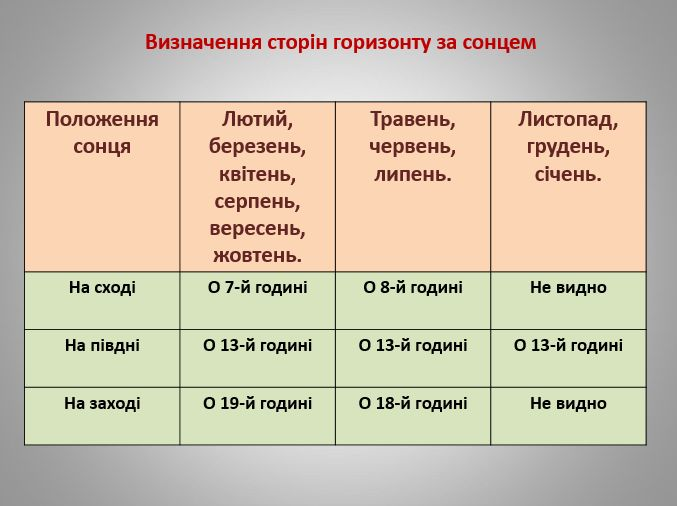 Визначення сторін горизонту за сонцем
Положення
сонця
Лютий,
березень,
квітень,
серпень,
вересень,
жовтень.
Травень,
червень,
липень.
Листопад,
грудень,
січень.
На сході
О 7-й годині
О 8-й годині
Не видно
На півдні
О 13-й годині
О 13-й годині
О 13-й годині
На заході
О 19-й годині
О 18-й годині
Не видно